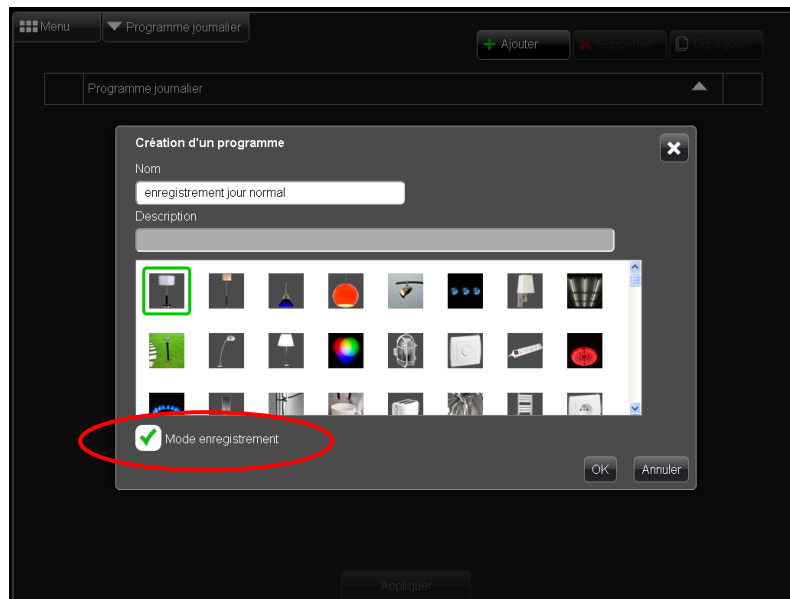 Menu
Programme journalier
Ajouter
Supprimer
Dupliquer
Programme journalier
Création d'un programme
Nom
enregistrement jour normal
Description
Mode enregistrement
OK
Annuler
Appliquer